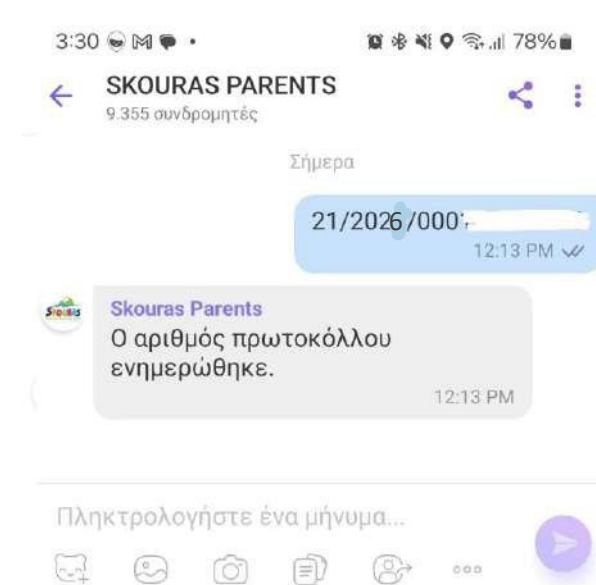 3:30 78%
SKOURAS PARENTS
9.355 συνδρομητές
Σήμερα
21/2026/000
12:13 PM
SKOURAS
Skouras Parents
Ο αριθμός πρωτοκόλλου
ενημερώθηκε.
12:13 PM
Πληκτρολογήστε ένα μήνυμα...